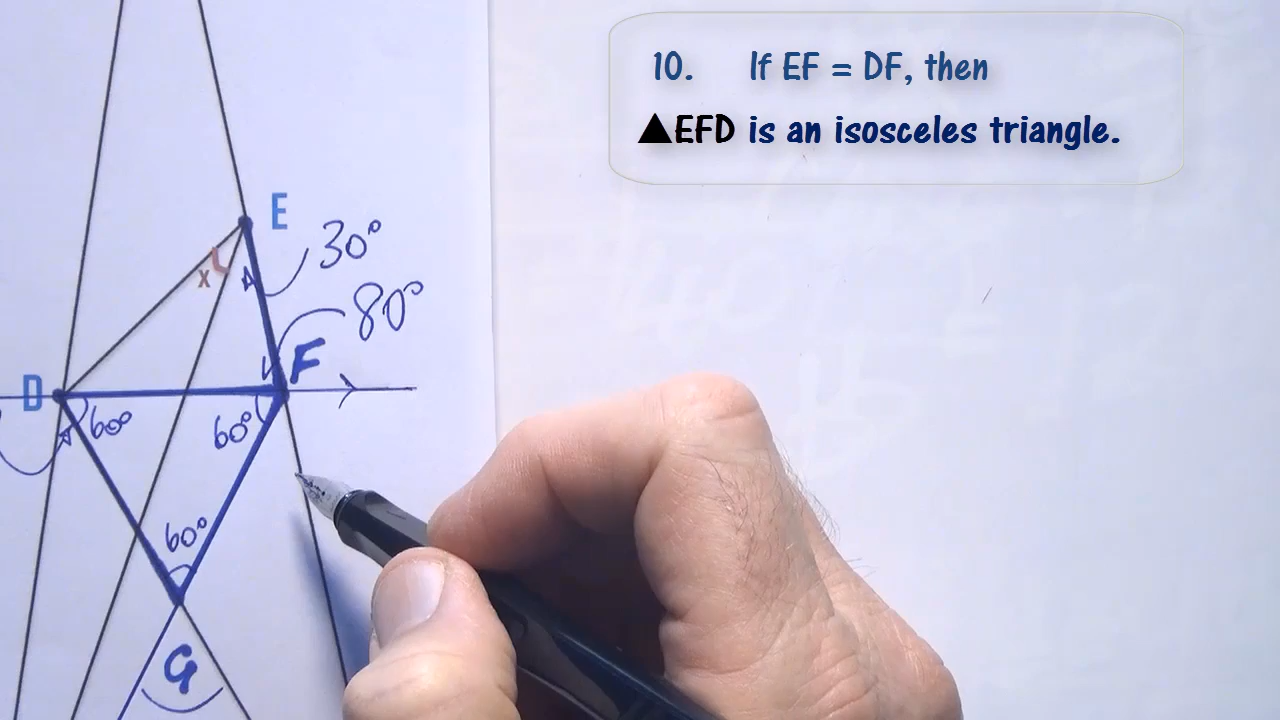 10. If EF = DF, then
▲EFD is an isosceles triangle.
E
30°
x
80°
F
D
60°
60°
60°
G